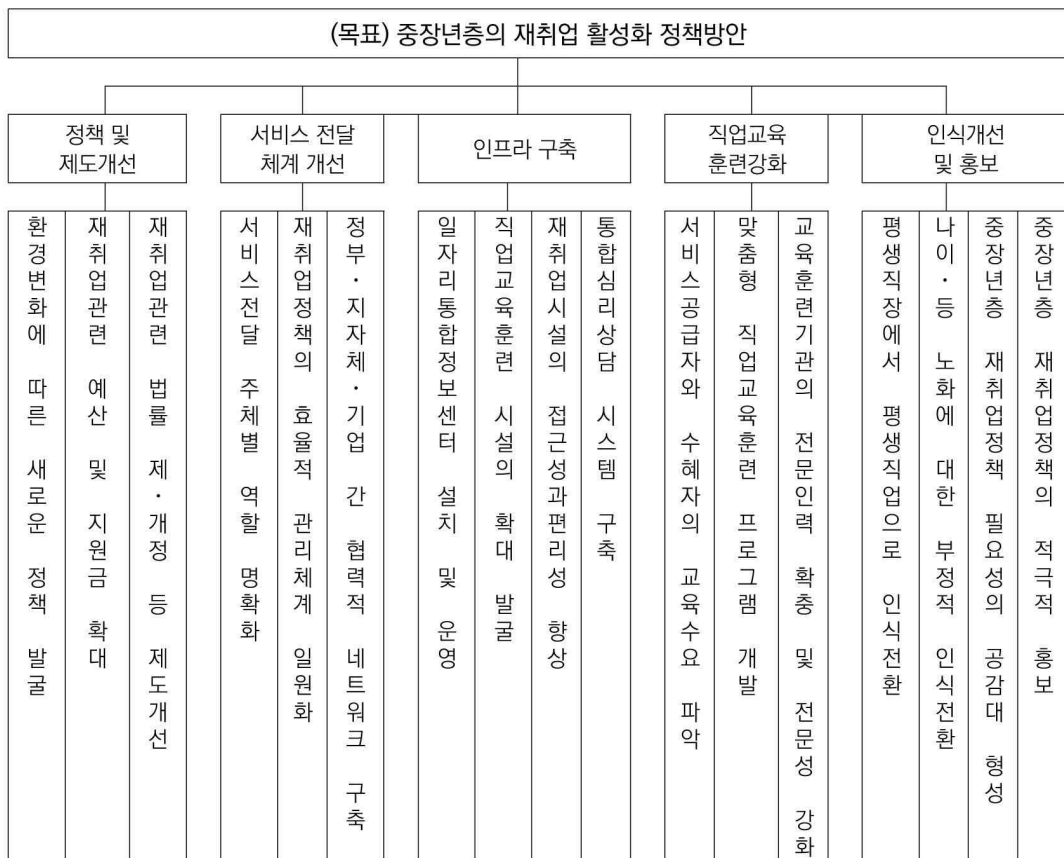 (목표) 중장년층의 재취업 활성화 정책방안
정책 및
제도개선
서비스 전달
체계 개선
인프라 구축
직업교육
훈련강화
인식개선
및 홍보
환경변화에 따른 새로운 정책 발굴
재취업관련 예산 및 지원금 확대
재취업관련 법률 제·개정 등 제도개선
서비스전달 주체별 역할 명확화
재취업정책의 효율적 관리체계 일원화
정부·지자체·기업 간 협력적 네트워크 구축
일자리통합정보센터 설치 및 운영
직업교육훈련 시설의 확대 발굴
재취업시설의 접근성과편리성 향상
통합심리상담 시스템 구축
서비스공급자와 수혜자의 교육수요 파악
맞춤형 직업교육훈련 프로그램 개발
교육훈련기관의 전문인력 확충 및 전문성 강화
평생직장에서 평생직업으로 인식전환
나이·등 노화에 대한 부정적 인식전환
중장년층 재취업정책 필요성의 공감대 형성
중장년층 재취업정책의 적극적 홍보